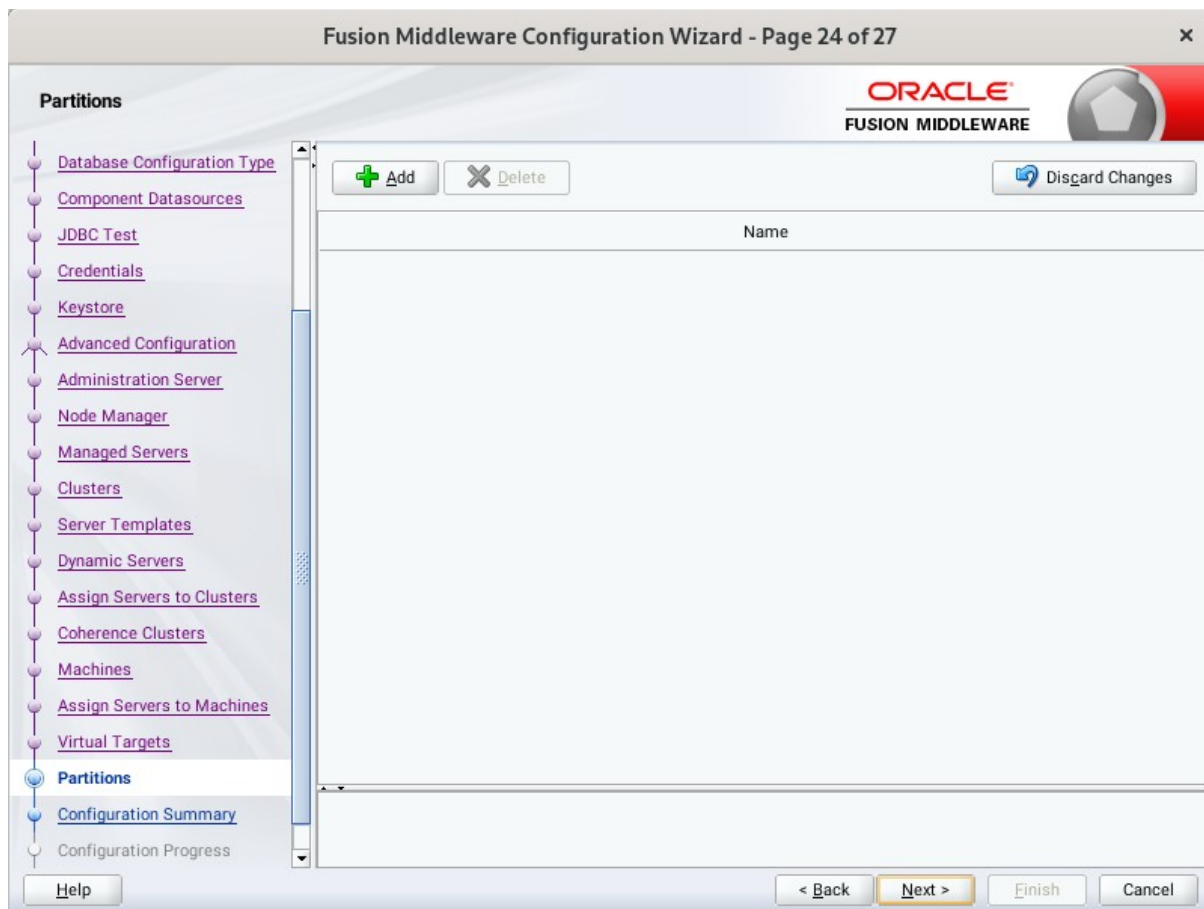 Fusion Middleware Configuration Wizard - Page 24 of 27
Partitions
ORACLE
FUSION MIDDLEWARE
Database Configuration Type
Component Datasources
JDBC Test
Credentials
Keystore
Advanced Configuration
Administration Server
Node Manager
Managed Servers
Clusters
Server Templates
Dynamic Servers
Assign Servers to Clusters
Coherence Clusters
Machines
Assign Servers to Machines
Virtual Targets
Partitions
Configuration Summary
Configuration Progress
Add
Delete
Discard Changes
Name
Help
< Back
Next >
Finish
Cancel